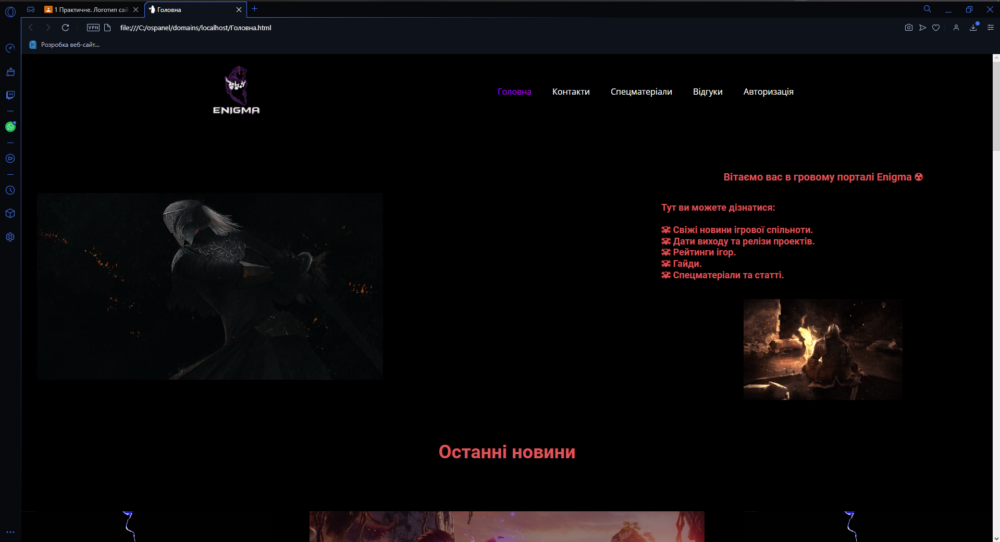 1 Практичне. Логотип сай
Головна
VPN
file:///C:/ospanel/domains/localhost/Головна.html
Розробка веб-сайт...
ENIGMA
Головна Контакти Спецматеріали Відгуки Авторизація
Вітаємо вас в гровому порталі Enigma ☢
Тут ви можете дізнатися:
Свіжі новини ігрової спільноти.
Дати виходу та релізи проектів.
Рейтинги ігор.
Гайди.
Спецматеріали та статті.
Останні новини